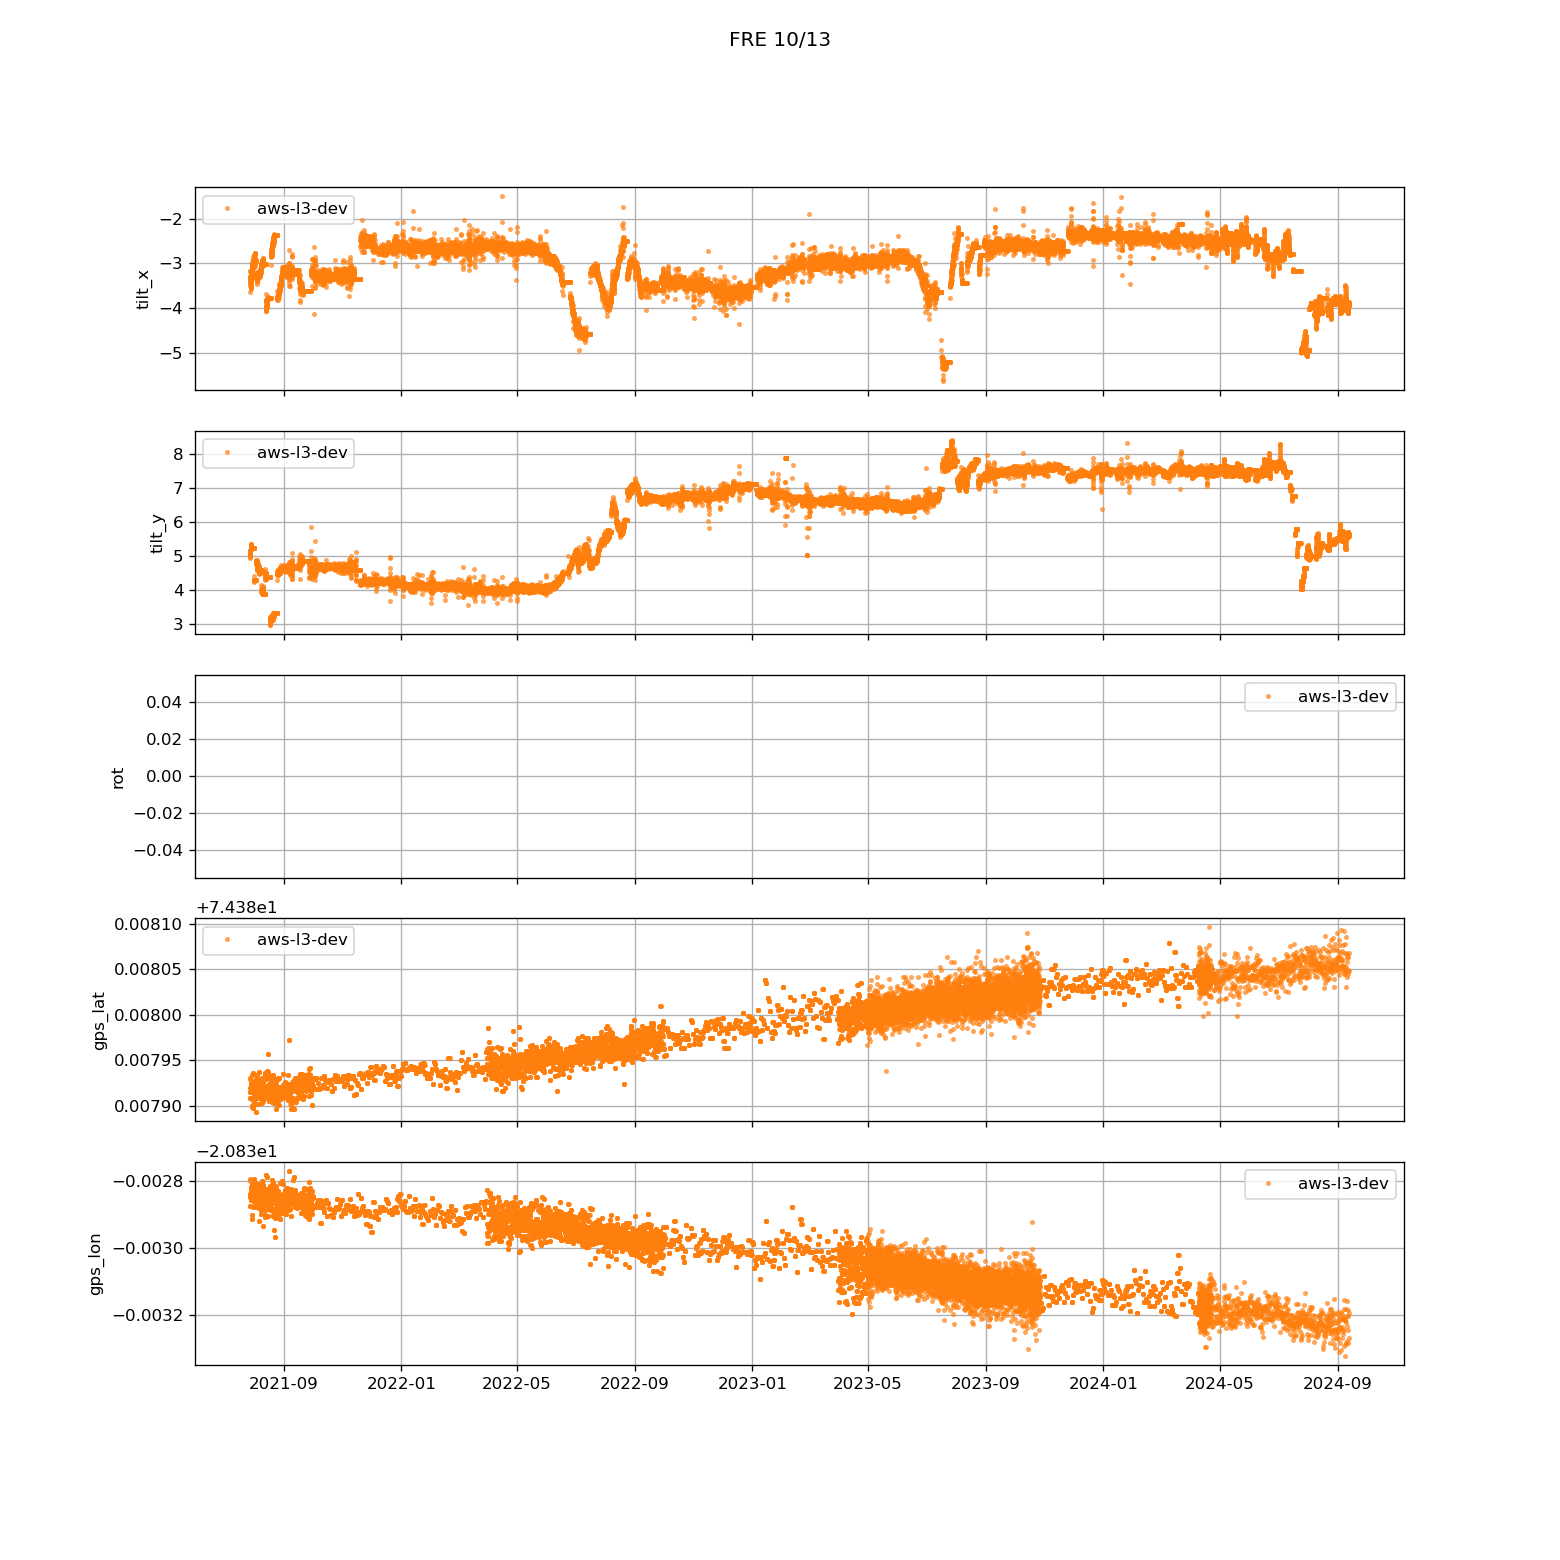 FRE 10/13
aws-l3-dev
−2
−3
−4
−5
tilt_x
aws-l3-dev
8
7
6
5
4
3
tilt_y
aws-l3-dev
0.04
0.02
0.00
−0.02
−0.04
rot
+7.438e1
aws-l3-dev
0.00810
0.00805
0.00800
0.00795
0.00790
gps_lat
−2.083e1
aws-l3-dev
−0.0028
−0.0030
−0.0032
gps_lon
2021-09 2022-01 2022-05 2022-09 2023-01 2023-05 2023-09 2024-01 2024-05 2024-09